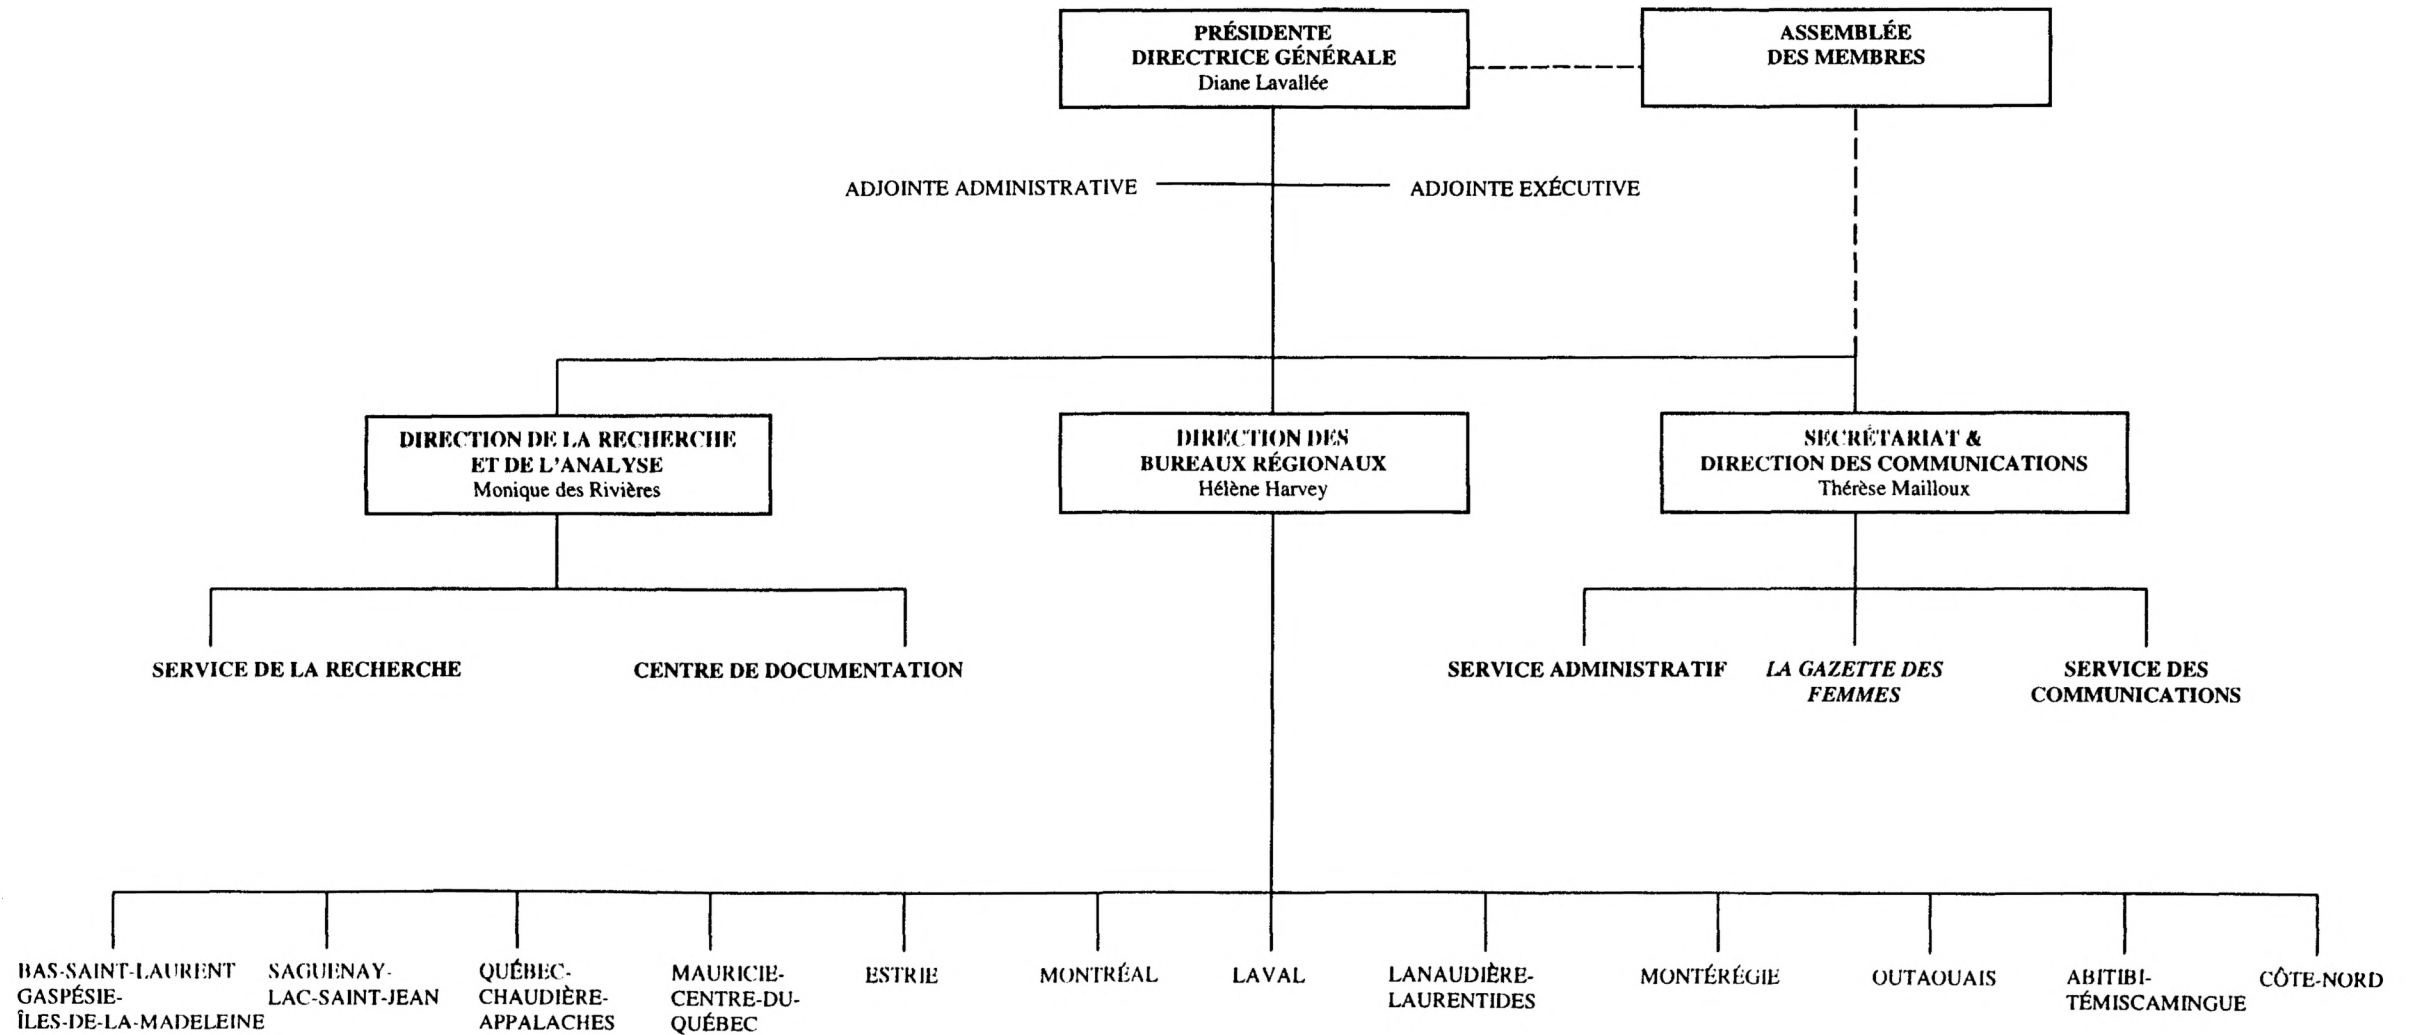 PRÉSIDENTE
DIRECTRICE GÉNÉRALE
Diane Lavallée
ASSEMBLÉE
DES MEMBRES
ADJOINTE ADMINISTRATIVE
ADJOINTE EXÉCUTIVE
DIRECTION DE LA RECHERCHE
ET DE L'ANALYSE
Monique des Rivières
DIRECTION DES
BUREAUX RÉGIONAUX
Hélène Harvey
SECRÉTARIAT &
DIRECTION DES COMMUNICATIONS
Thérèse Mailloux
SERVICE DE LA RECHERCHE
CENTRE DE DOCUMENTATION
SERVICE ADMINISTRATIF
LA GAZETTE DES
FEMMES
SERVICE DES
COMMUNICATIONS
BAS-SAINT-LAURENT
GASPÉSIE-
ÎLES-DE-LA-MADELEINE
SAGUENAY-
LAC-SAINT-JEAN
QUÉBEC-
CHAUDIÈRE-
APPALACHES
MAURICIE-
CENTRE-DU-
QUÉBEC
ESTRIE
MONTRÉAL
LAVAL
LANAUDIÈRE-
LAURENTIDES
MONTÉRÉGIE
OUTAOUAIS
ABITIBI-
TÉMISCAMINGUE
CÔTE-NORD